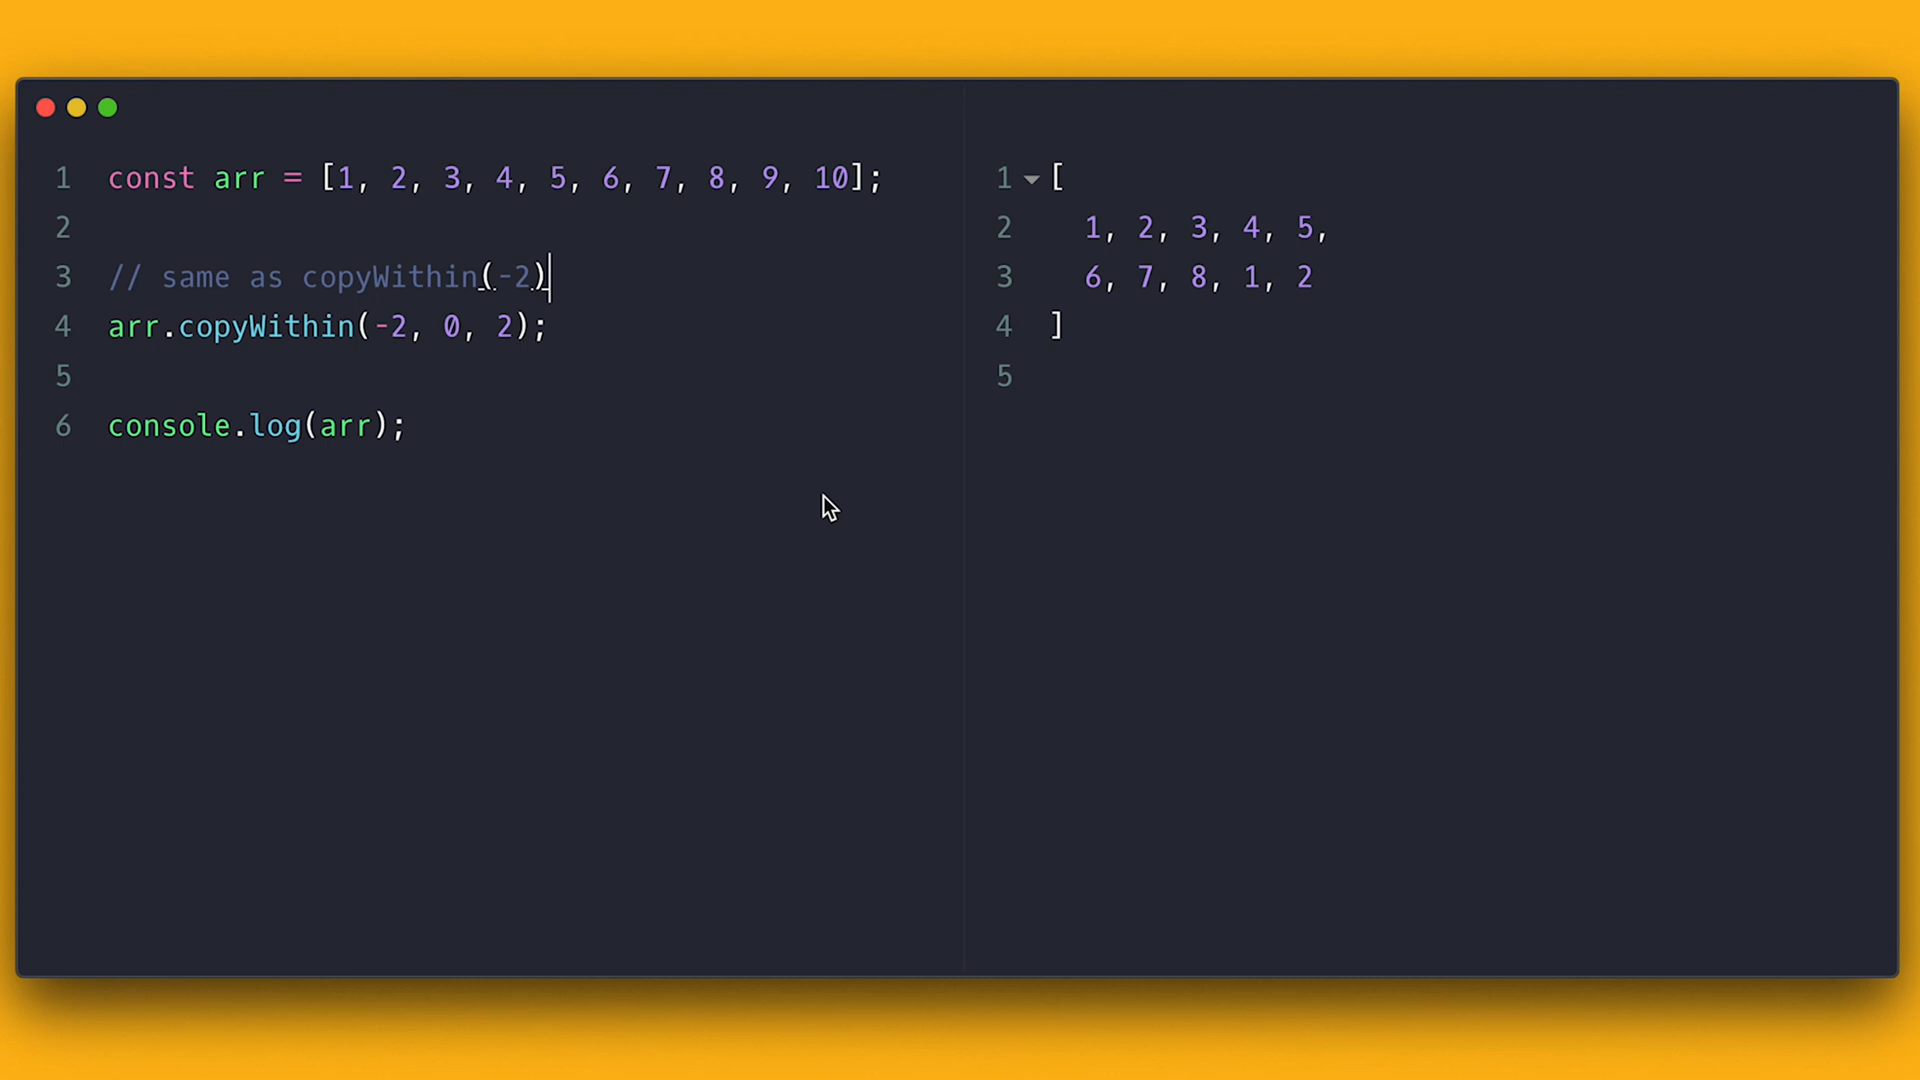 1 const arr = [1, 2, 3, 4, 5, 6, 7, 8, 9, 10];
2
3 // same as copyWithin(-2)
4 arr.copyWithin(-2, 0, 2);
5
6 console.log(arr);
1 [
2 1, 2, 3, 4, 5,
3 6, 7, 8, 1, 2
4 ]
5